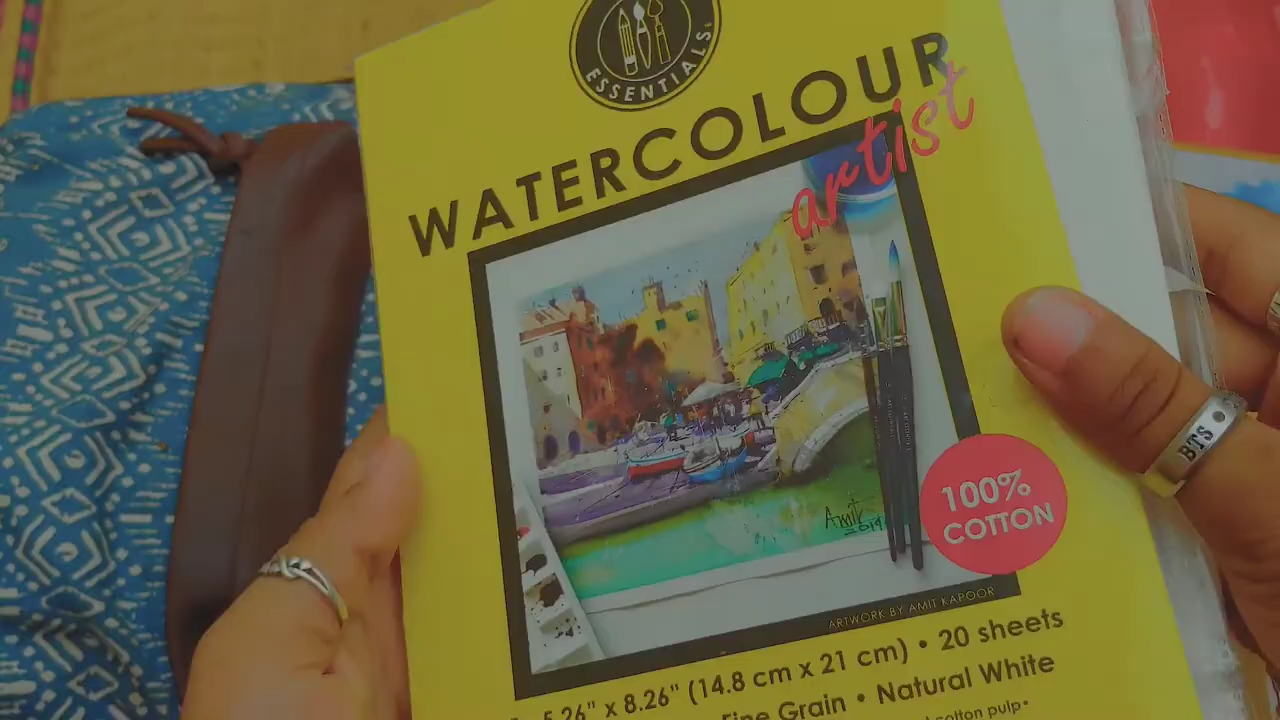 ESSENTIALS
WATERCOLOUR
artist
Amit
2019
100%
COTTON
ARTWORK BY AMIT KAPOOR
5.26" x 8.26" (14.8 cm x 21 cm) • 20 sheets
Fine Grain • Natural White
cotton pulp•
BTS